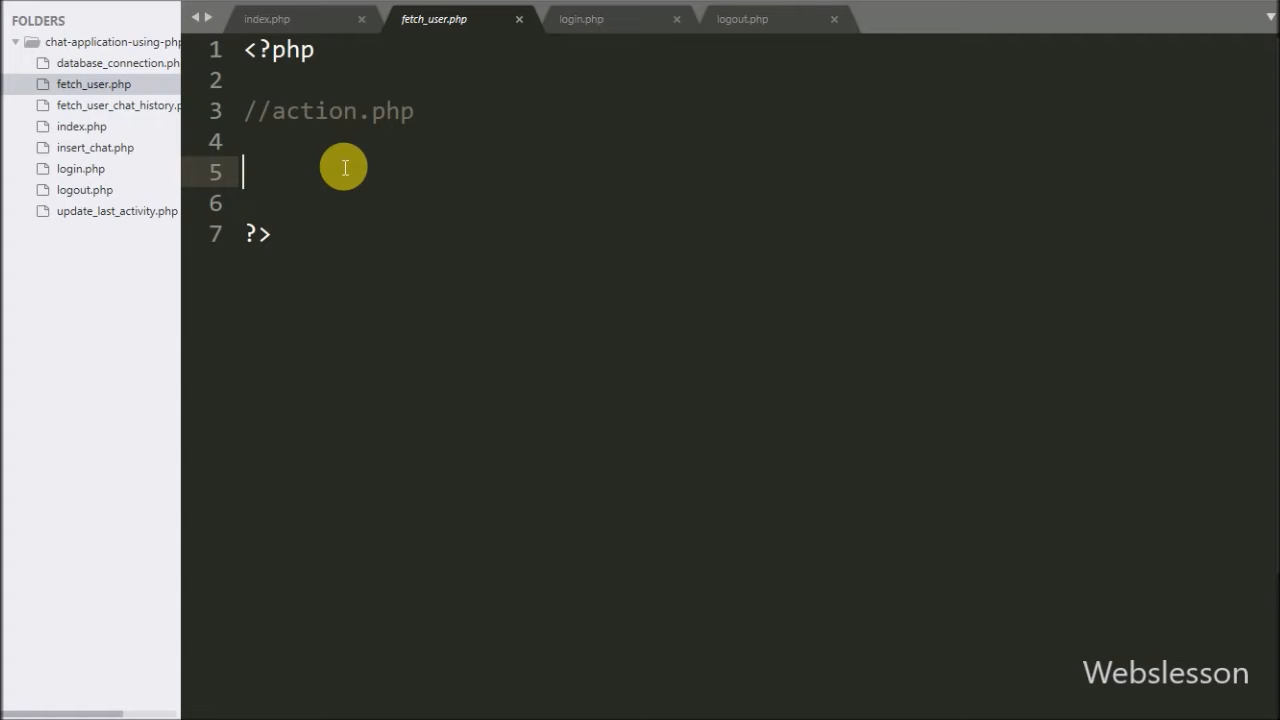 FOLDERS
chat-application-using-php
database_connection.ph
fetch_user.php
fetch_user_chat_history.p
index.php
insert_chat.php
login.php
logout.php
update_last_activity.php
index.php
fetch_user.php
login.php
logout.php
1 <?php
2
3 //action.php
4
5
6
7 ?>
Webslesson